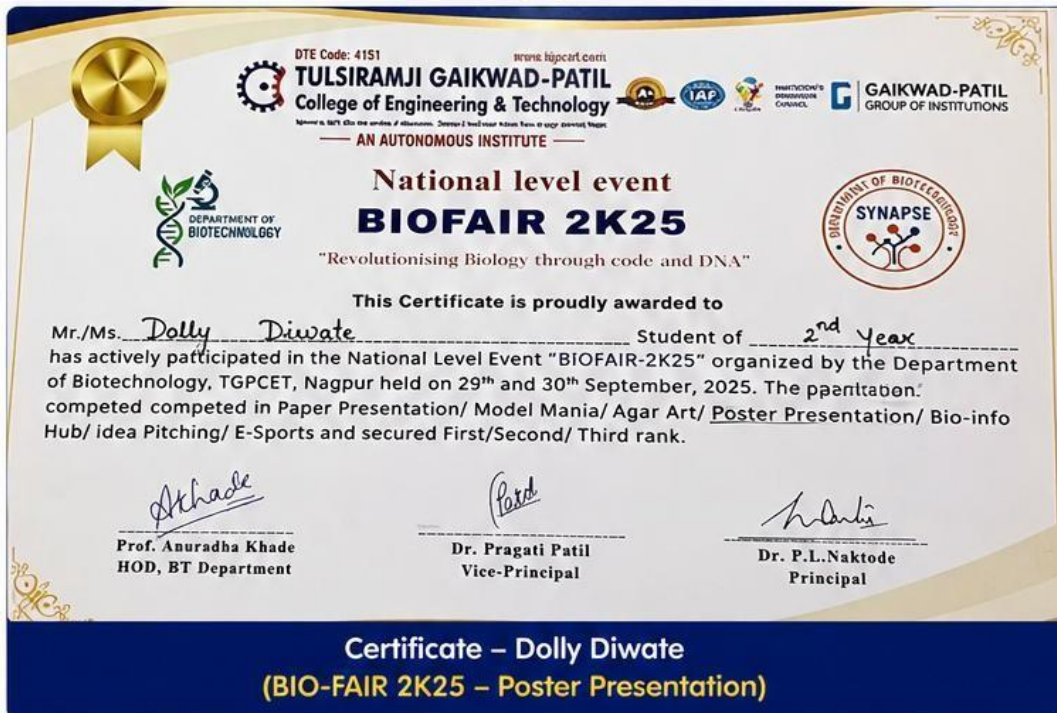 DTE Code: 4151
TULSIRAMJI GAIKWAD-PATIL
College of Engineering & Technology
AN AUTONOMOUS INSTITUTE
IAP
GAIKWAD-PATIL
GROUP OF INSTITUTIONS
DEPARTMENT OF
National level event
BIOFAIR 2K25
"Revolutionising Biology through code and DNA"
SYNAPSE
This Certificate is proudly awarded to
Mr./Ms. Dolly Diwate Student of 2nd Year
has actively participated in the National Level Event "BIOFAIR-2K25" organized by the Department
of Biotechnology, TGPCET, Nagpur held on 29th and 30th September, 2025. The
competed competed in Paper Presentation/ Model Mania/ Agar Art/ Poster Presentation/ Bio-info
Hub/ idea Pitching/ E-Sports and secured First/Second/ Third rank.
Prof. Anuradha Khade
HOD, BT Department
Dr. Pragati Patil
Vice-Principal
Dr. P.L.Naktode
Principal
Certificate – Dolly Diwate
(BIO-FAIR 2K25 – Poster Presentation)